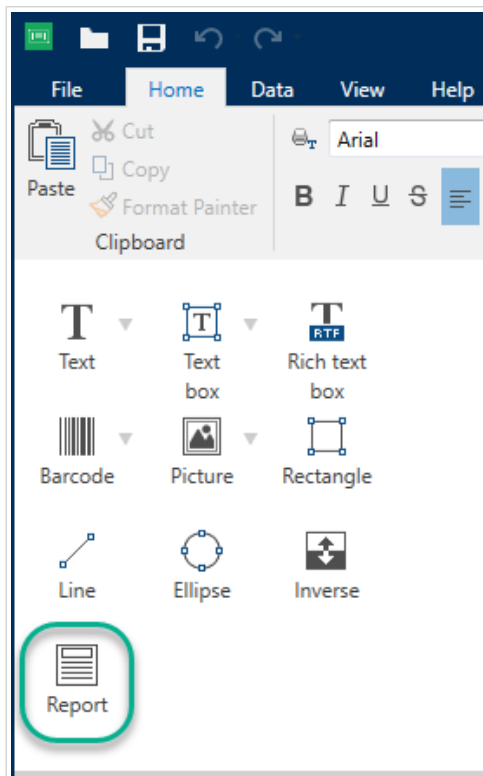 File Home Data View Help
Cut
Arial
Copy
Paste
Format Painter
B I U S
Clipboard
T T T
RTF
Text Text Rich text
box box
Barcode Picture Rectangle
Line Ellipse Inverse
Report